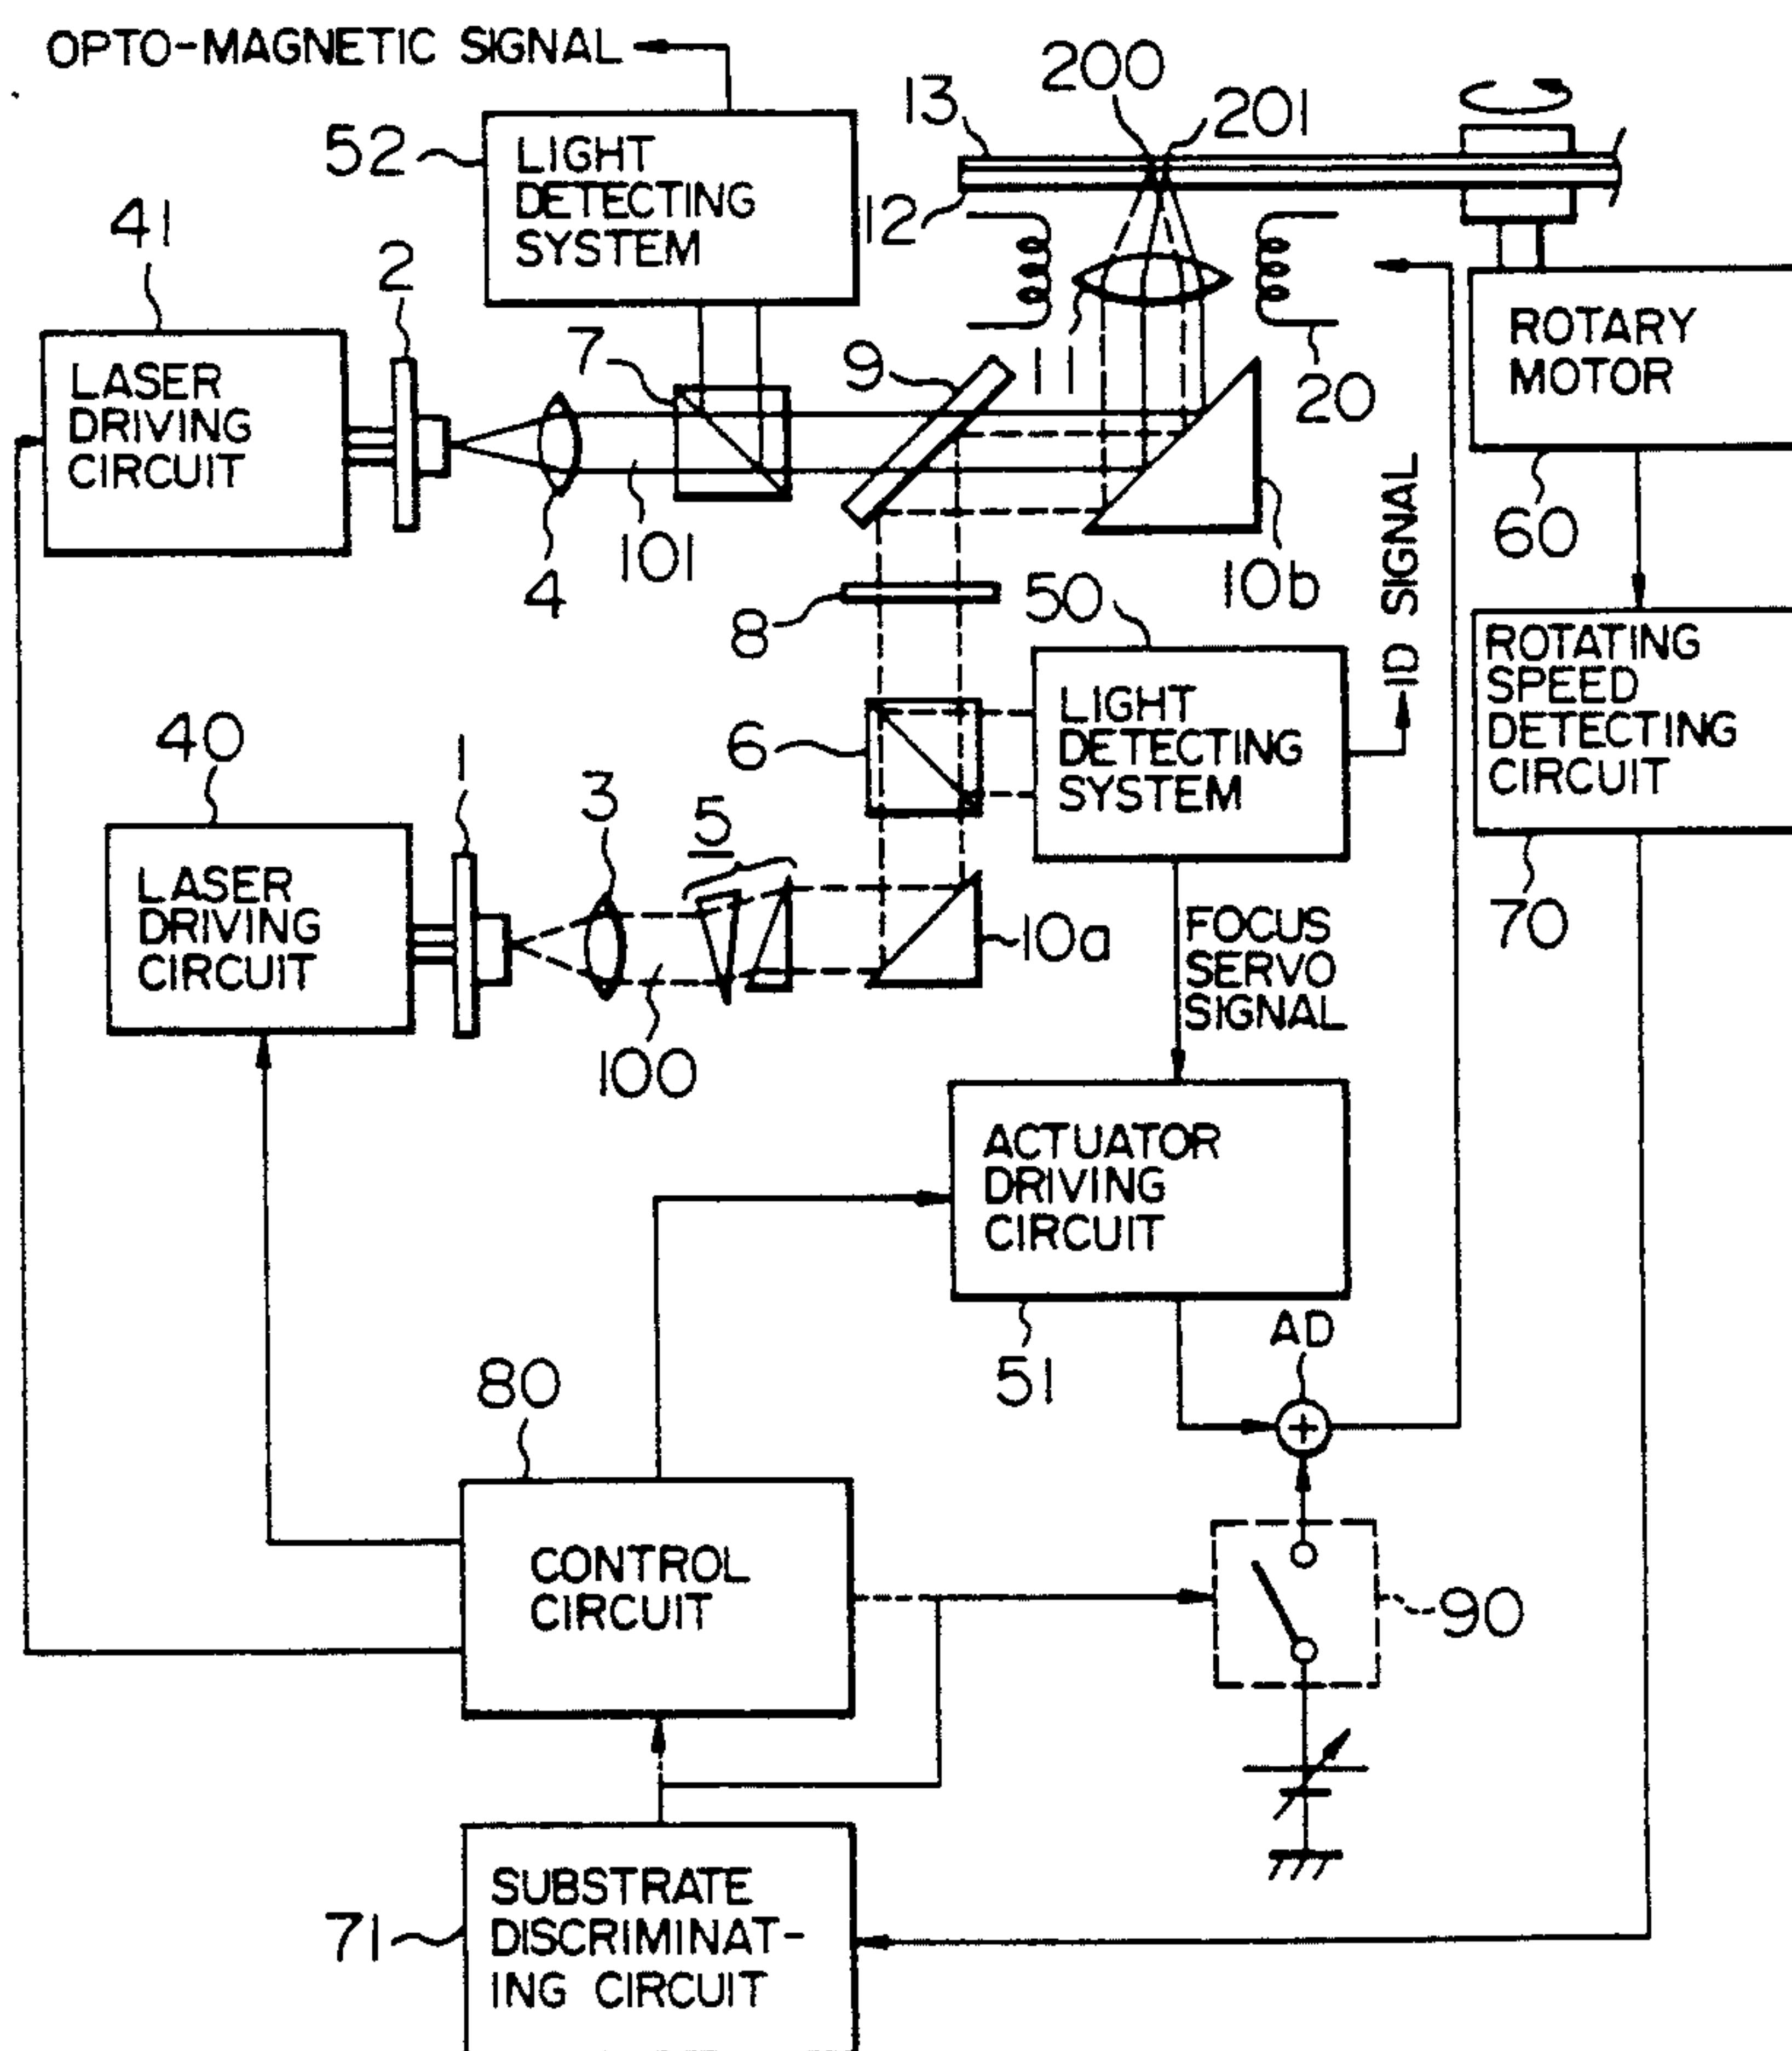 OPTO-MAGNETIC SIGNAL
200
13
201
52
LIGHT
DETECTING
SYSTEM
12
41
2
7
9
11
20
LASER
DRIVING
CIRCUIT
ROTARY
MOTOR
4
101
10b
60
ID SIGNAL
8
50
ROTATING
SPEED
DETECTING
CIRCUIT
6
LIGHT
DETECTING
SYSTEM
40
1
3
5
70
LASER
DRIVING
CIRCUIT
10a
FOCUS
SERVO
SIGNAL
100
ACTUATOR
DRIVING
CIRCUIT
51
AD
+
80
CONTROL
CIRCUIT
90
71
SUBSTRATE
DISCRIMINAT-
ING CIRCUIT